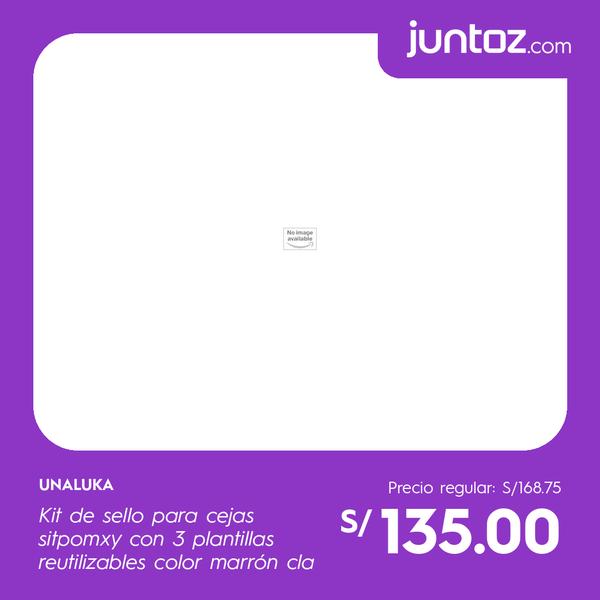 juntoz.com
No image
available
UNALUKA
Kit de sello para cejas
sitpomxy con 3 plantillas
reutilizables color marrón cla
Precio regular: S/168.75
S/135.00